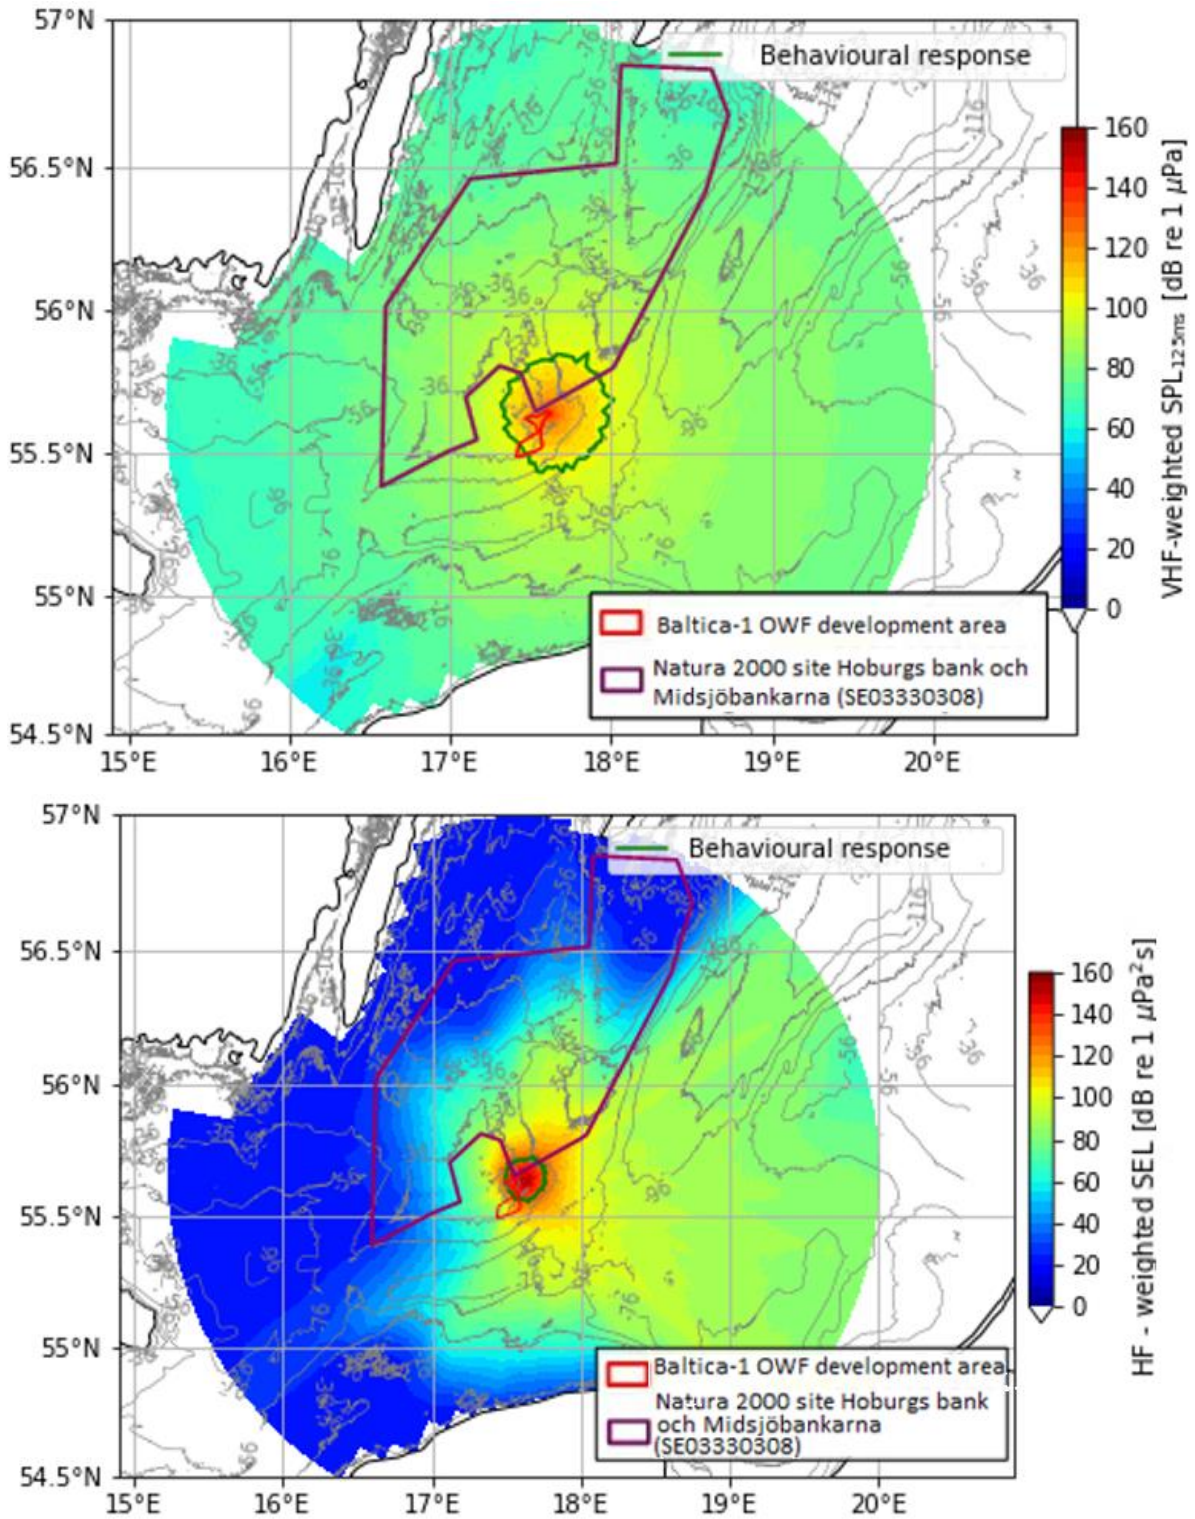 57°N
Behavioural response
160
56.5°N
140
120
56°N
100
80
55.5°N
60
40
20
55°N
0
VHF-weighted SPL125ms [dB re 1 μPa]
Baltica-1 OWF development area
Natura 2000 site Hoburgs bank och
Midsjöbankarna (SE03330308)
54.5°N
15°E 16°E 17°E 18°E 19°E 20°E
57°N
Behavioural response
56.5°N
160
140
120
56°N
100
80
55.5°N
60
40
20
0
55°N
HF - weighted SEL [dB re 1 μPa²s]
Baltica-1 OWF development area
Natura 2000 site Hoburgs bank
och Midsjöbankarna
(SE03330308)
54.5°N
15°E 16°E 17°E 18°E 19°E 20°E